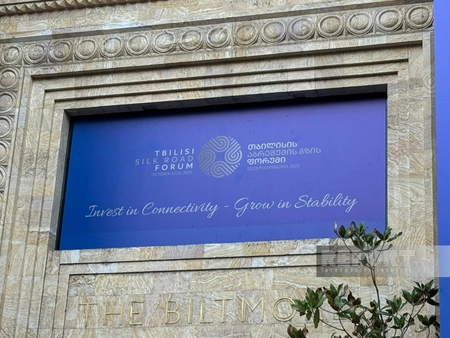 TBILISI
SILK ROAD
FORUM
თბილისის
აბრეშუმის გზის
ფორუმი
Invest in Connectivity - Grow in Stability
THE BILTMO